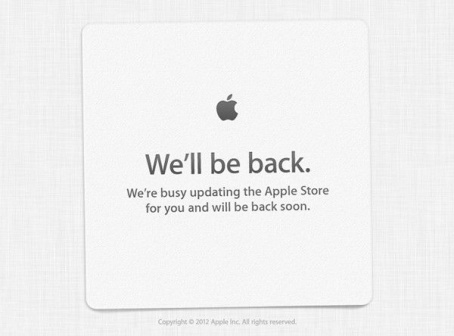 We’ll be back.
We’re busy updating the Apple Store
for you and will be back soon.
Copyright © 2012 Apple Inc. All rights reserved.